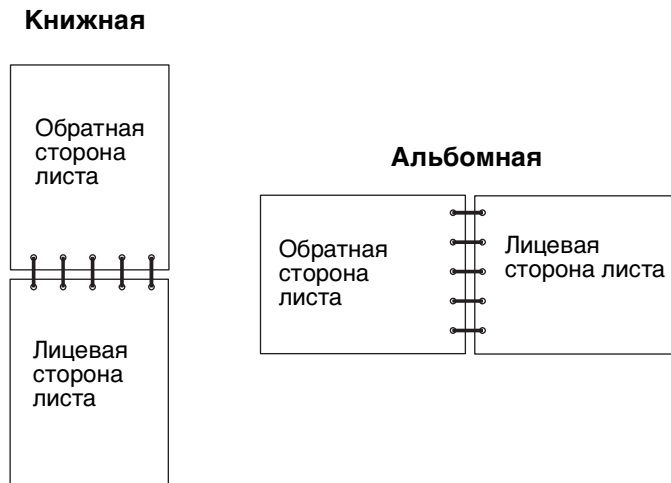 Книжная
Обратная
сторона
листа
Лицевая
сторона
листа
Альбомная
Обратная
сторона
листа
Лицевая
сторона листа